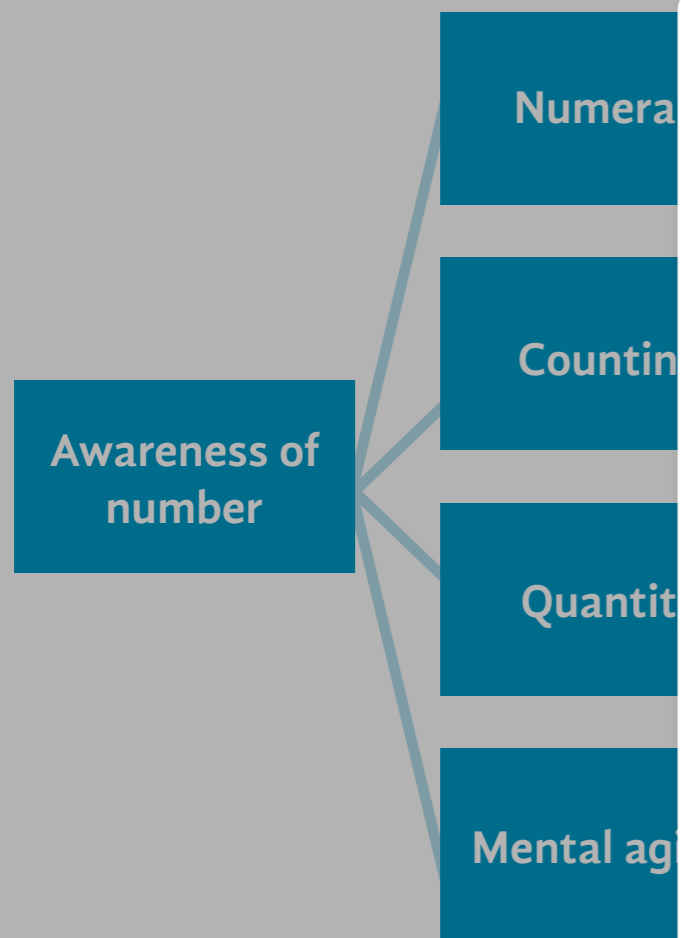 Numera
Countin
Awareness of
number
Quantit
Mental agi